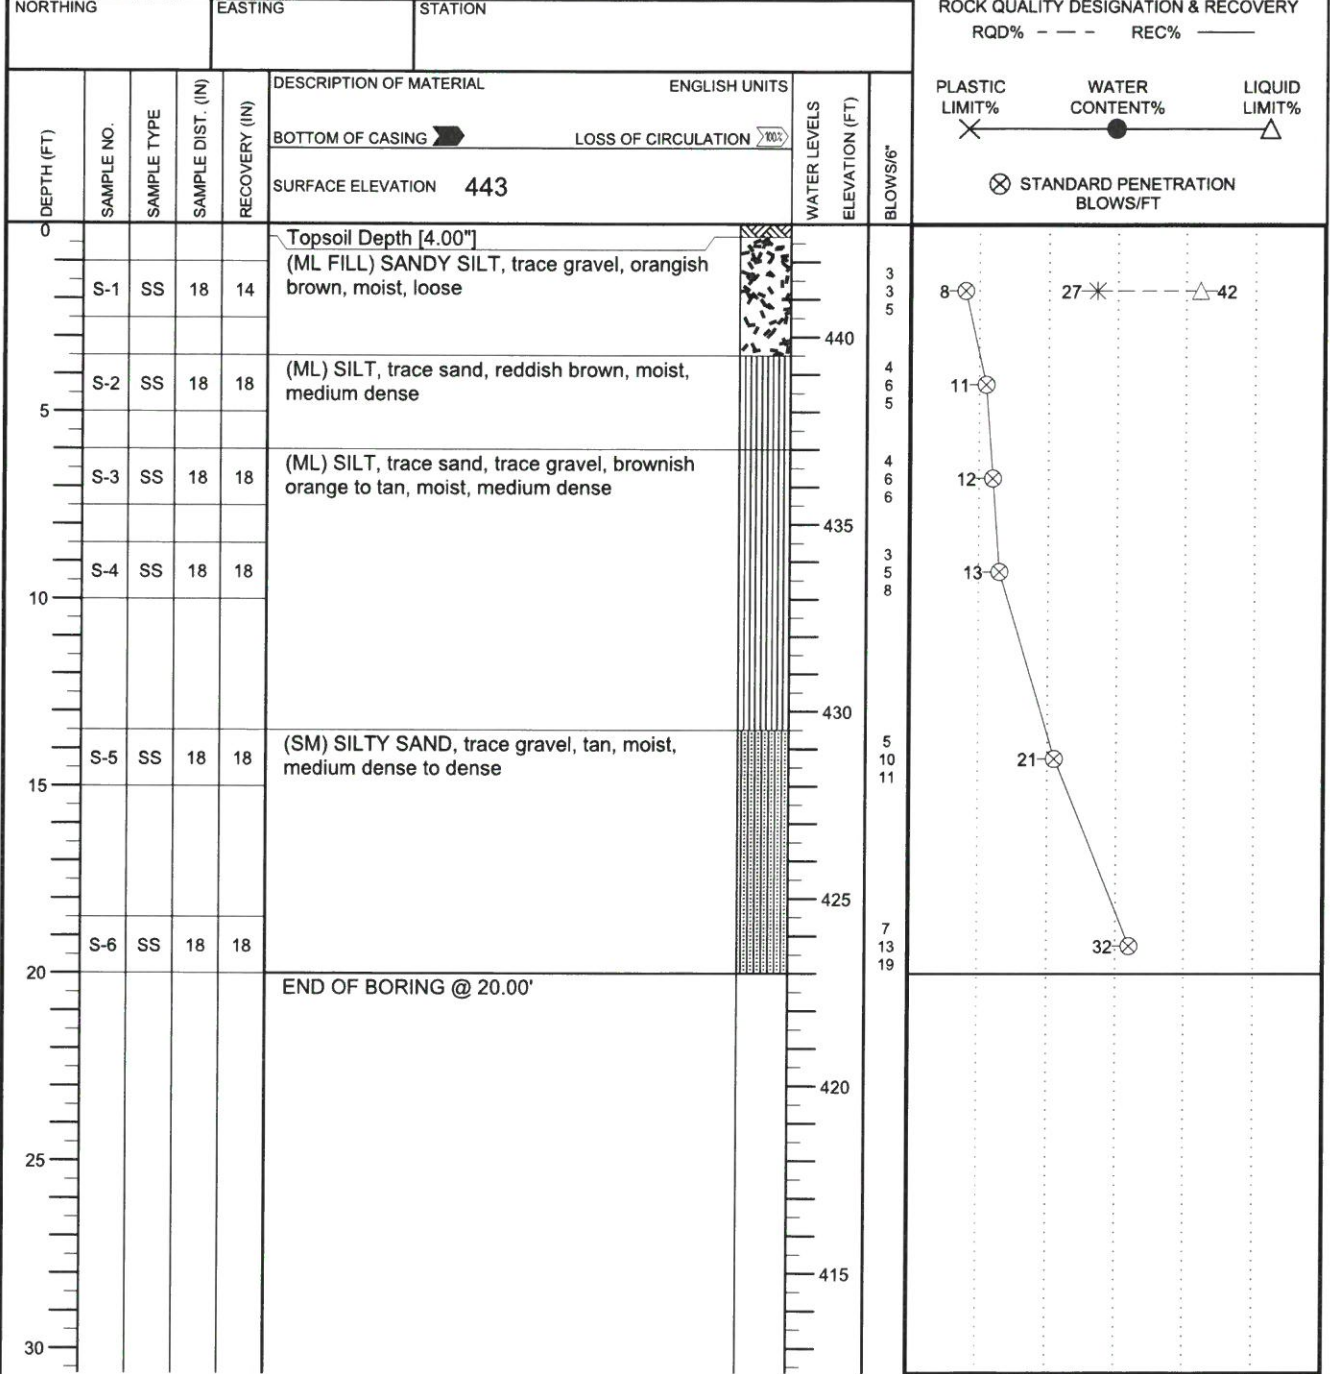 NORTHING EASTING STATION ROCK QUALITY DESIGNATION & RECOVERY
RQD% REC%
DEPTH (FT) SAMPLE NO. SAMPLE TYPE SAMPLE DIST. (IN) RECOVERY (IN)
DESCRIPTION OF MATERIAL ENGLISH UNITS
BOTTOM OF CASING LOSS OF CIRCULATION 100%
SURFACE ELEVATION 443
WATER LEVELS ELEVATION (FT) BLOWS/6"
PLASTIC LIMIT% WATER CONTENT% LIQUID LIMIT%
STANDARD PENETRATION
BLOWS/FT
0
Topsoil Depth [4.00"]
(ML FILL) SANDY SILT, trace gravel, orangish
brown, moist, loose
S-1 SS 18 14
3
3
5
8 27 42
440
(ML) SILT, trace sand, reddish brown, moist,
medium dense
S-2 SS 18 18
4
6
5
11
5
(ML) SILT, trace sand, trace gravel, brownish
orange to tan, moist, medium dense
S-3 SS 18 18
4
6
6
12
435
S-4 SS 18 18
3
5
8
13
10
430
(SM) SILTY SAND, trace gravel, tan, moist,
medium dense to dense
S-5 SS 18 18
5
10
11
21
15
425
S-6 SS 18 18
7
13
19
32
20
END OF BORING @ 20.00'
420
25
415
30